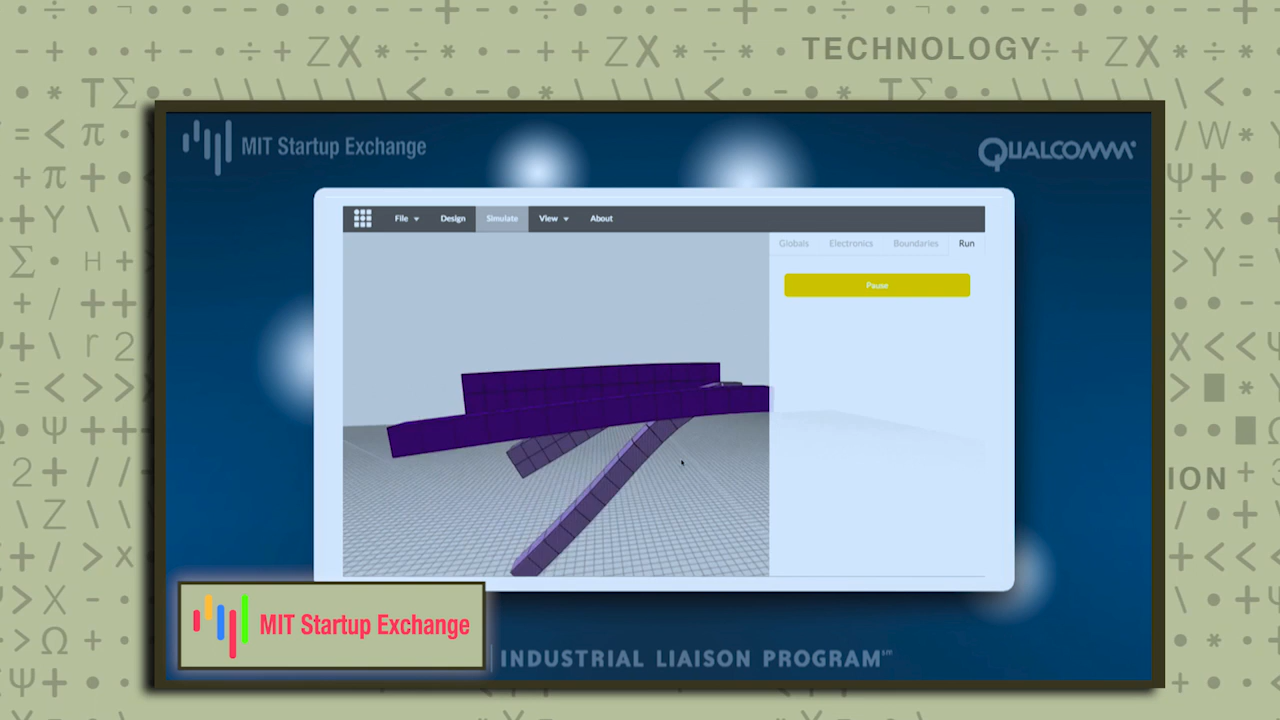 TECHNOLOGY
MIT Startup Exchange
QUALCOMM
File
Design
Simulate
View
About
Globals
Electronics
Boundaries
Run
Pause
ION
MIT Startup Exchange
INDUSTRIAL LIAISON PROGRAM℠